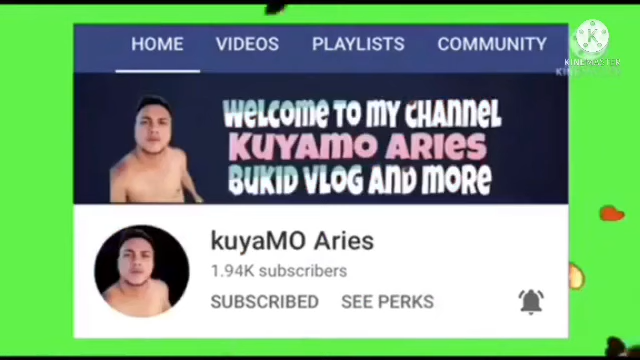 HOME VIDEOS PLAYLISTS COMMUNITY
K
KINEMASTER
KINEMASTER
WELCOME TO MY CHANNEL
KUYAMO ARIES
BUKID VLOG AND MORE
kuyaMO Aries
1.94K subscribers
SUBSCRIBED SEE PERKS